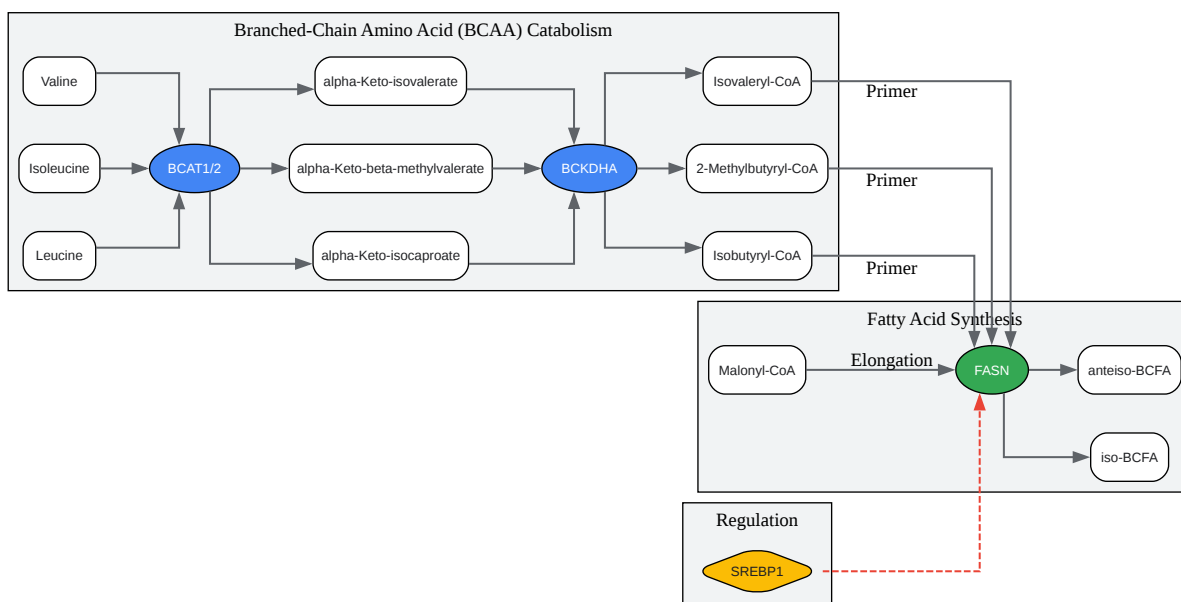 Branched-Chain Amino Acid (BCAA) Catabolism
Valine
alpha-Keto-isovalerate
Isovaleryl-CoA
Primer
Isoleucine
BCAT1/2
alpha-Keto-beta-methylvalerate
BCKDHA
2-Methylbutyryl-CoA
Primer
Leucine
alpha-Keto-isocaproate
Isobutyryl-CoA
Primer
Fatty Acid Synthesis
Malonyl-CoA
Elongation
FASN
anteiso-BCFA
iso-BCFA
Regulation
SREBP1